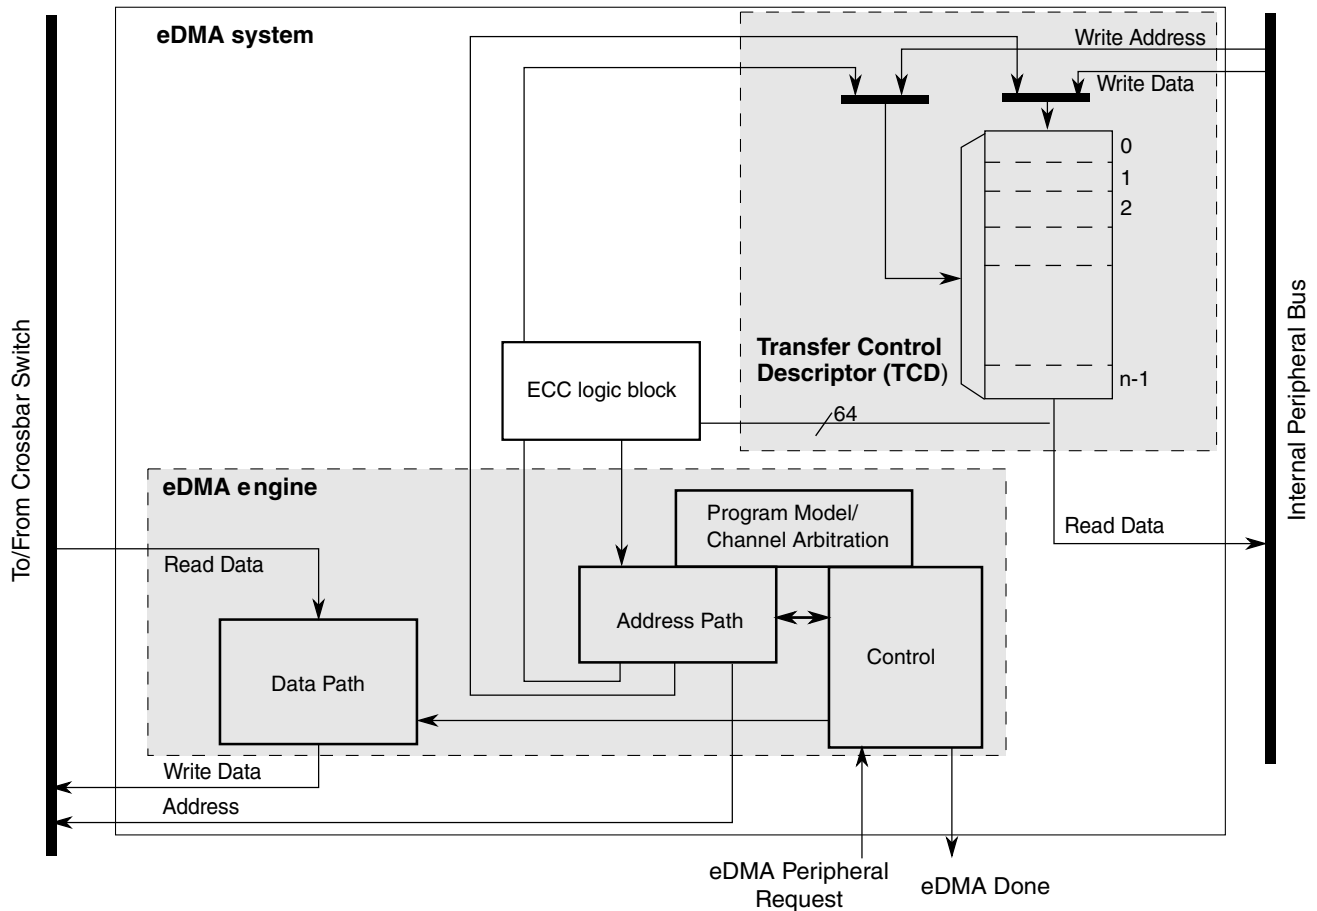 eDMA system
Write Address
Write Data
0
1
2
n-1
Transfer Control
Descriptor (TCD)
64
ECC logic block
To/From Crossbar Switch
Internal Peripheral Bus
eDMA engine
Program Model/
Channel Arbitration
Read Data
Read Data
Address Path
Control
Data Path
Write Data
Address
eDMA Peripheral
Request
eDMA Done